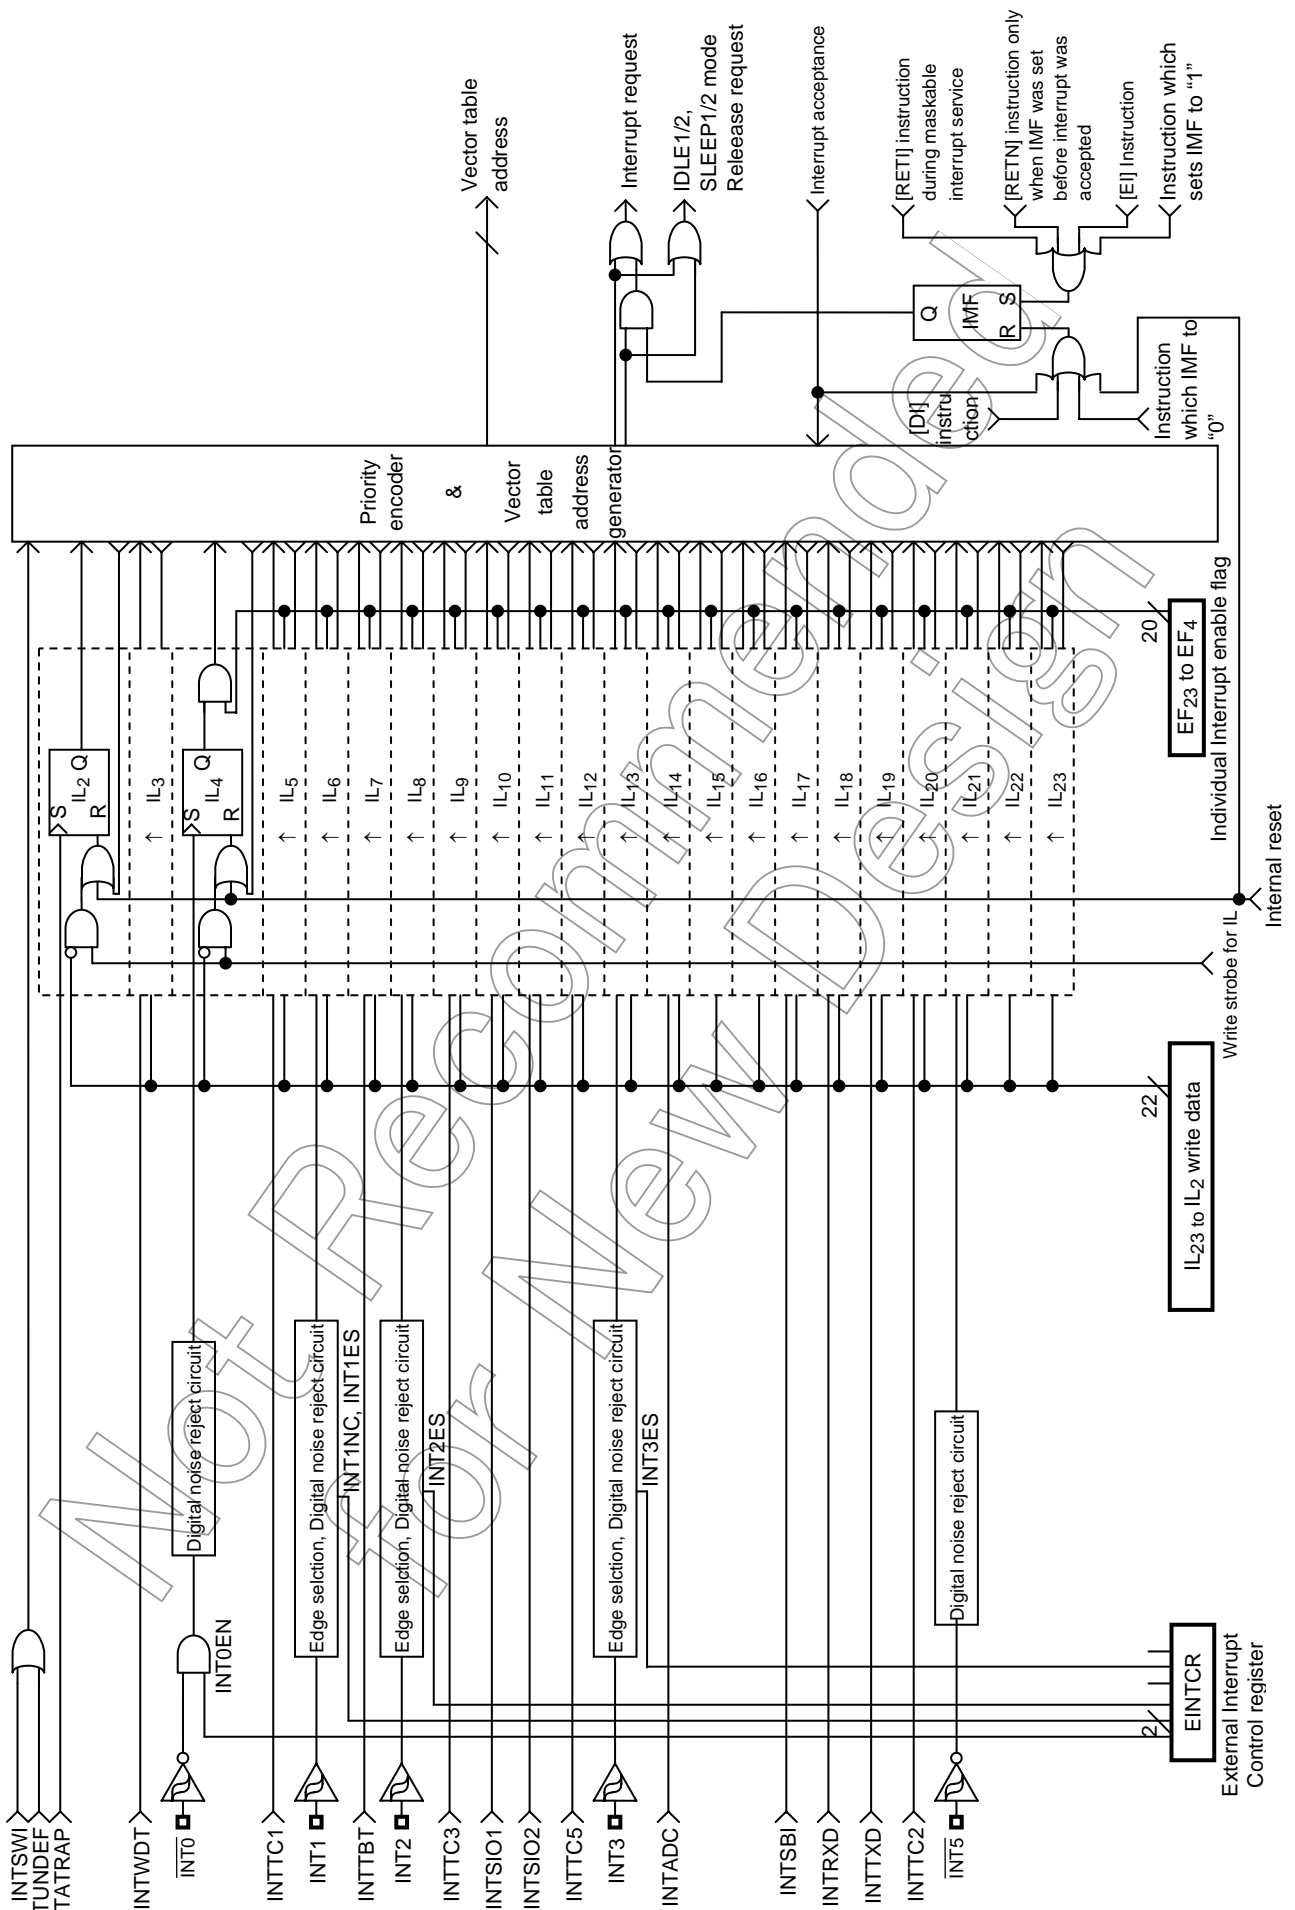 INTSWI
TUNDEF
TATRAP
INTWDT
INT0
INTTC1
INT1
INTTBT
INT2
INTTC3
INTSIO1
INTSIO2
INTTC5
INT3
INTADC
INTSBI
INTRXD
INTTXD
INTTC2
INT5
INT0EN
Digital noise reject circuit
Edge selction, Digital noise reject circuit
INT1NC, INT1ES
Edge selction, Digital noise reject circuit
INT2ES
Edge selction, Digital noise reject circuit
INT3ES
Digital noise reject circuit
2
EINTCR
External Interrupt
Control register
22
IL23 to IL2 write data
Write strobe for IL
Internal reset
S
IL2
Q
R
← IL3
S
IL4
Q
R
← IL5
← IL6
← IL7
← IL8
← IL9
← IL10
← IL11
← IL12
← IL13
← IL14
← IL15
← IL16
← IL17
← IL18
← IL19
← IL20
← IL21
← IL22
← IL23
20
EF23 to EF4
Individual Interrupt enable flag
Priority
encoder
&
Vector
table
address
generator
Vector table
address
Interrupt request
IDLE1/2,
SLEEP1/2 mode
Releease request
Interrupt acceptance
[RETI] instruction
during maskable
interrupt service
[RETN] instruction only
when IMF was set
before interrupt was
accepted
[EI] Instruction
Instruction which
sets IMF to “1”
Q
IMF
R S
[DI]
instru
ction
Instruction
which IMF to
“0”
Not Recommended
for New Design